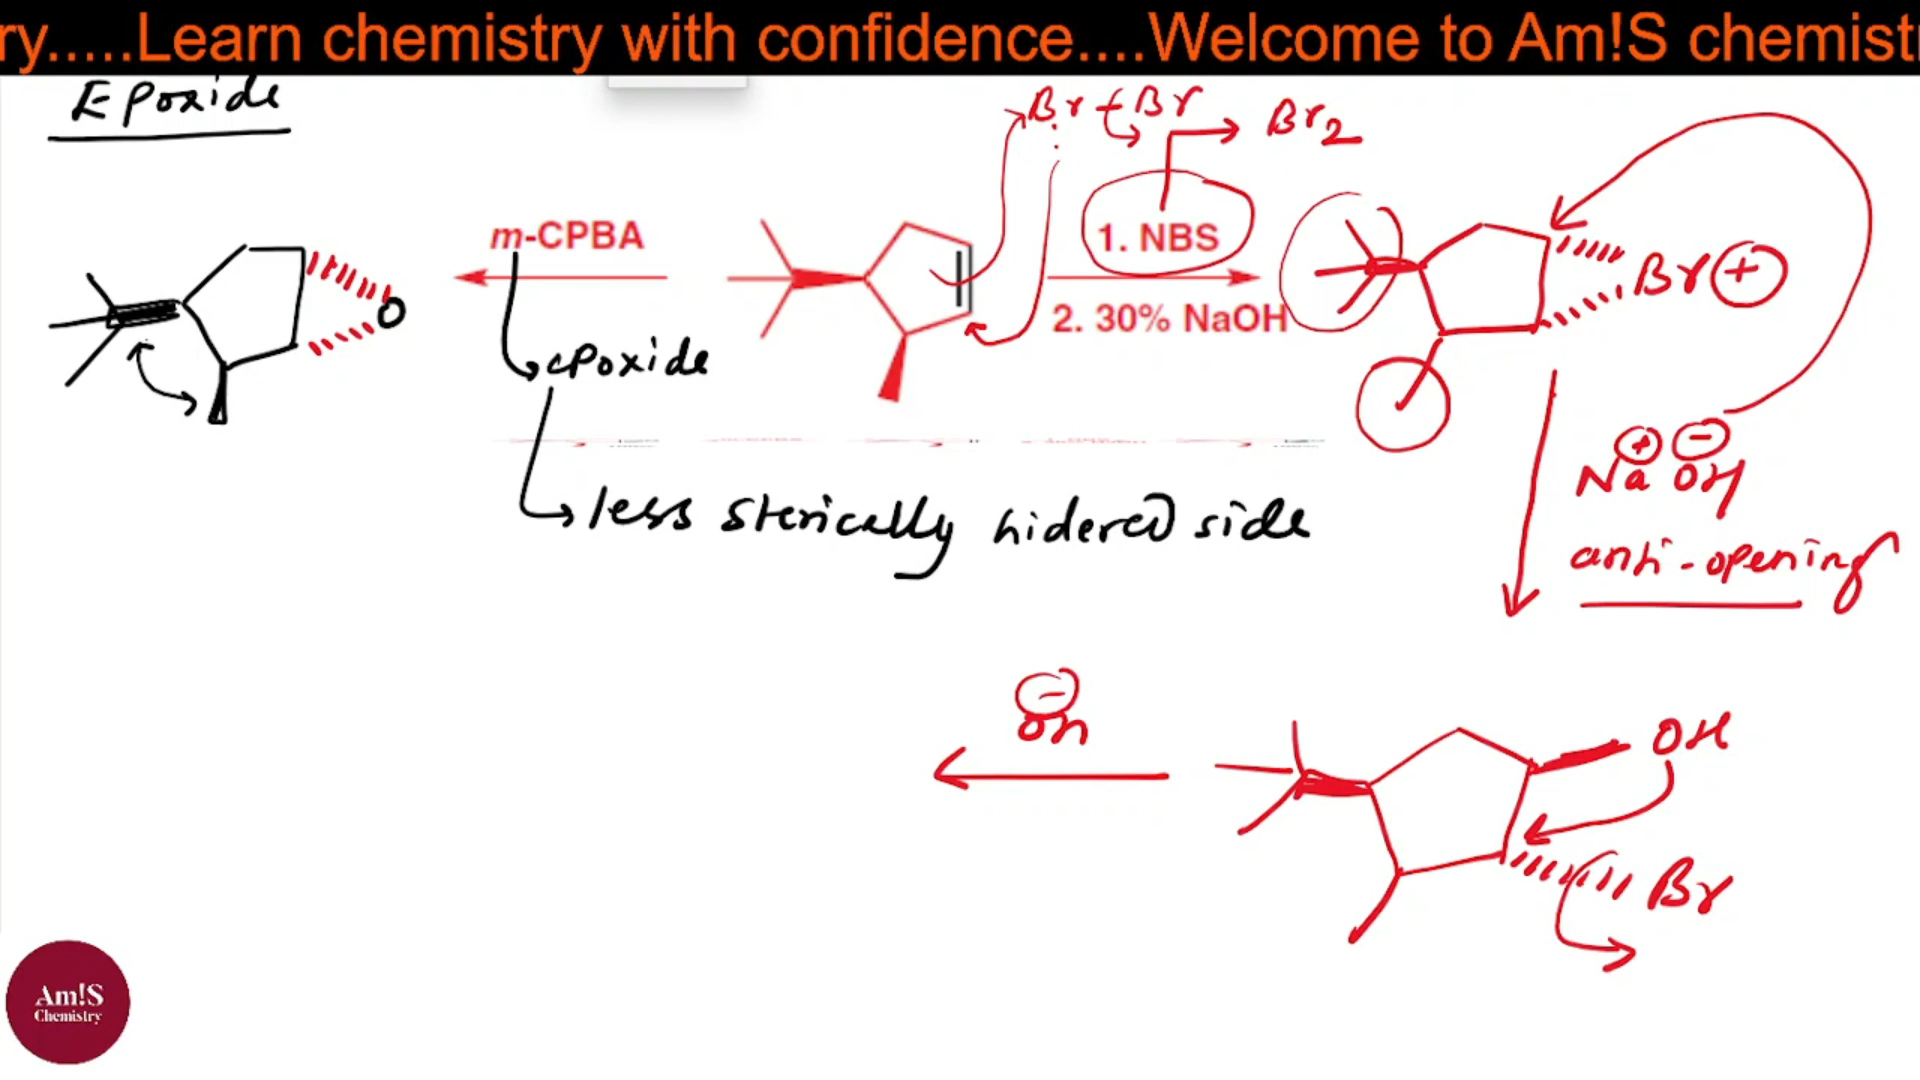 ry.....Learn chemistry with confidence....Welcome to Am!S chemist
Epoxide
Br-Br
Br2
m-CPBA
1. NBS
2. 30% NaOH
Br +
O
epoxide
Na+ OH-
less sterically hidered side
anti-opening
OH-
OH
Br
Am!S
Chemistry